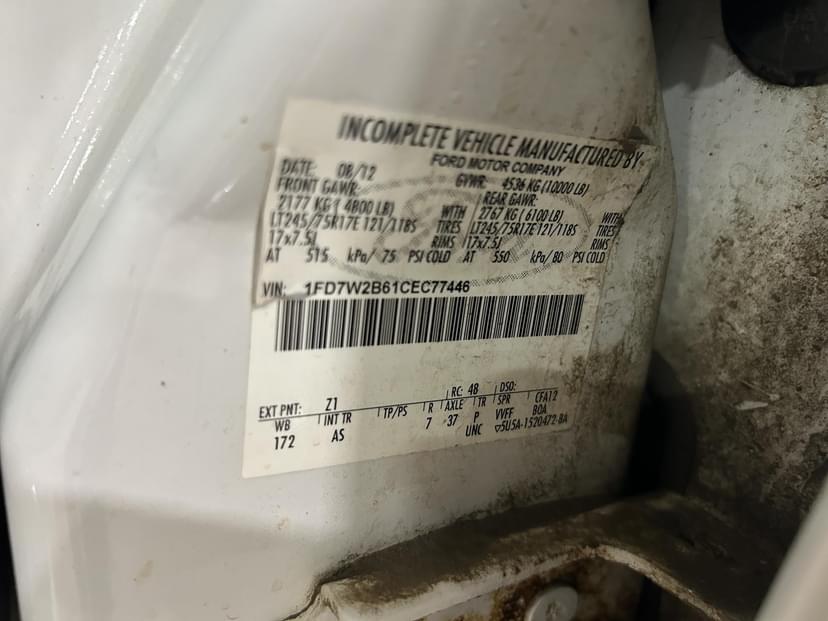 INCOMPLETE VEHICLE MANUFACTURED BY
FORD MOTOR COMPANY
DATE: 08/12 GVWR: 4536 KG (10000 LB)
FRONT GAWR: REAR GAWR:
2177 KG ( 4800 LB) WITH 2767 KG ( 6100 LB) WITH
LT245/75R17E 121/118S TIRES LT245/75R17E 121/118S TIRES
17x7.5J RIMS 17x7.5J RIMS
AT 515 kPa/ 75 PSI COLD AT 550 kPa/ 80 PSI COLD
VIN: 1FD7W2B61CEC77446
EXT PNT: Z1 RC: 48 DSO:
WB INT TR TP/PS R AXLE TR SPR CFA12
172 AS 7 37 P VVFF BOA
UNC ▽5U5A-1520472-BA